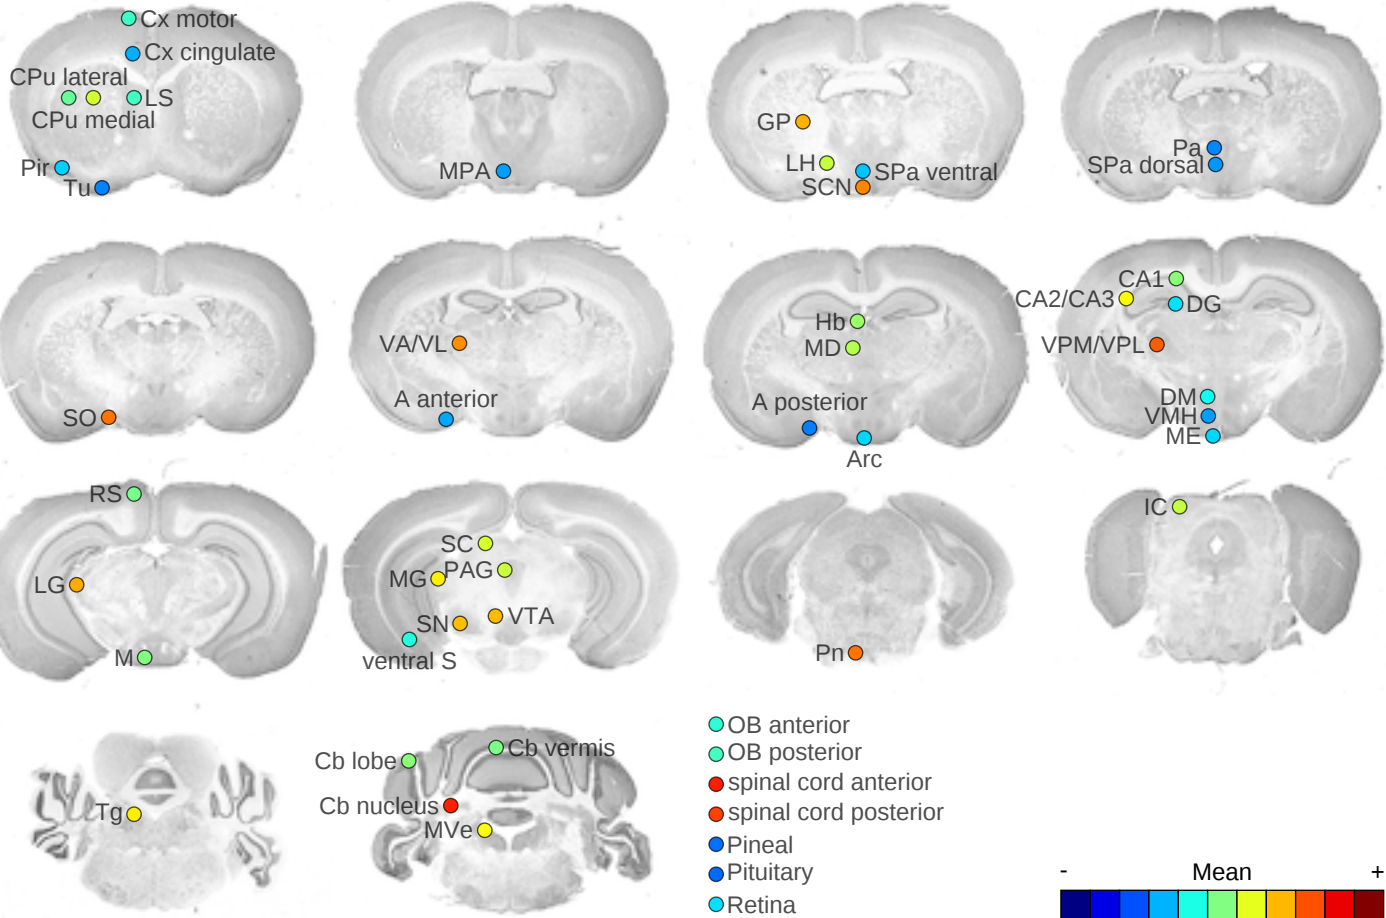 Cx motor
Cx cingulate
CPu lateral
LS
CPu medial
Pir
Tu
MPA
GP
LH
SPa ventral
SCN
Pa
SPa dorsal
SO
VA/VL
A anterior
Hb
MD
A posterior
Arc
CA1
CA2/CA3
DG
VPM/VPL
DM
VMH
ME
RS
LG
M
SC
PAG
MG
SN
VTA
ventral S
Pn
IC
Tg
Cb lobe
Cb vermis
Cb nucleus
MVe
OB anterior
OB posterior
spinal cord anterior
spinal cord posterior
Pineal
Pituitary
Retina
- Mean +